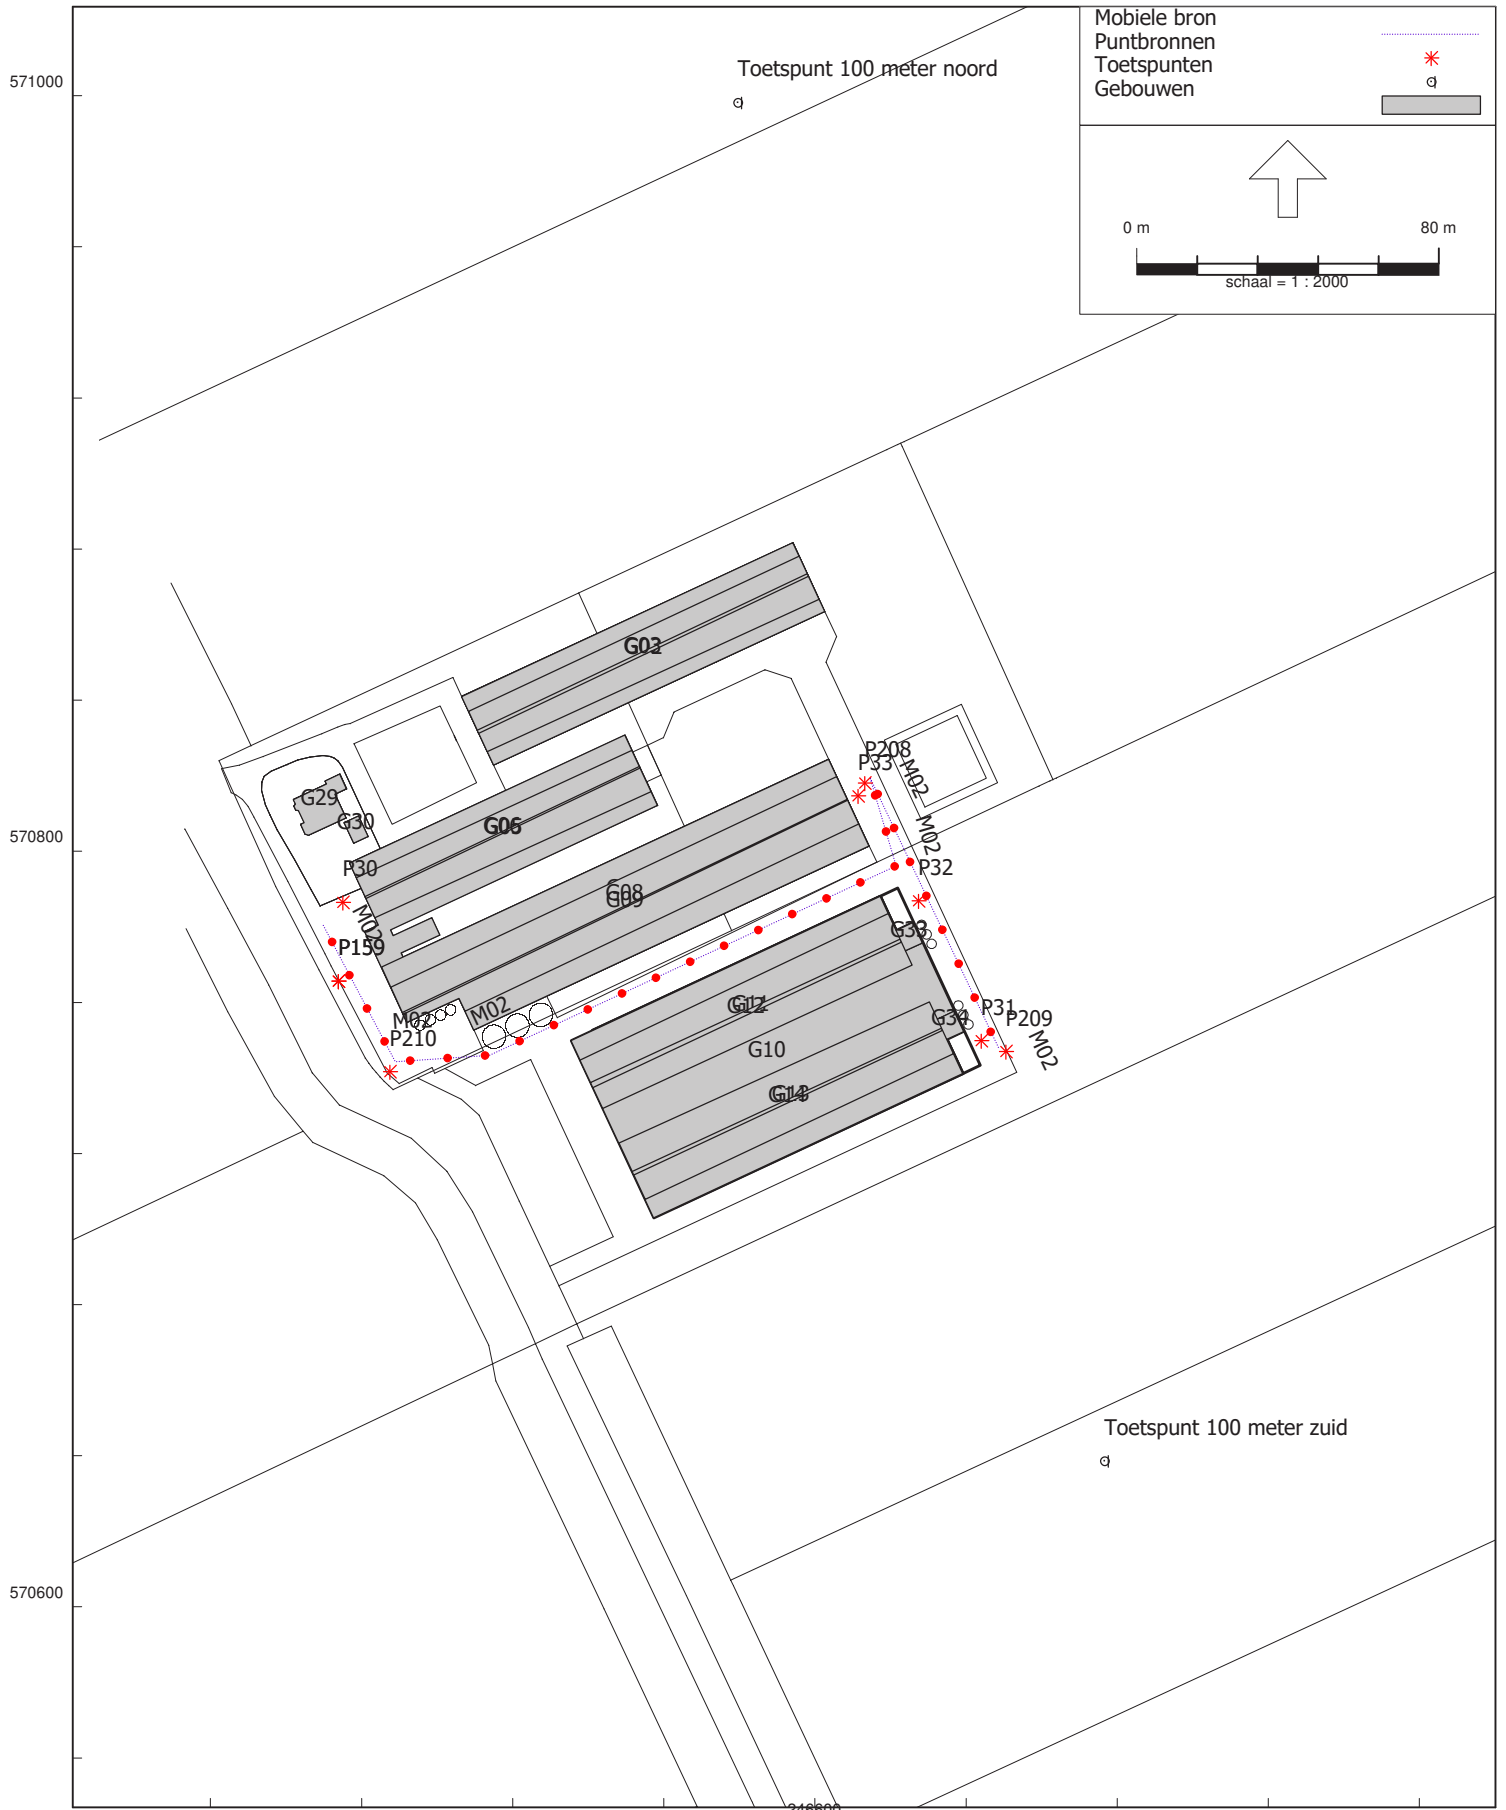 Mobiele bron
Puntbronnen
Toetspunten
Gebouwen
0 m 80 m
schaal = 1 : 2000
571000
Toetspunt 100 meter noord
G03
P208
P33
M02
G29
G30
G06
570800
M02
P30
P32
G08
G09
M02
G33
P159
G12
M02
M02
P31
G34
P209
P210
G10
M02
Toetspunt 100 meter zuid
570600